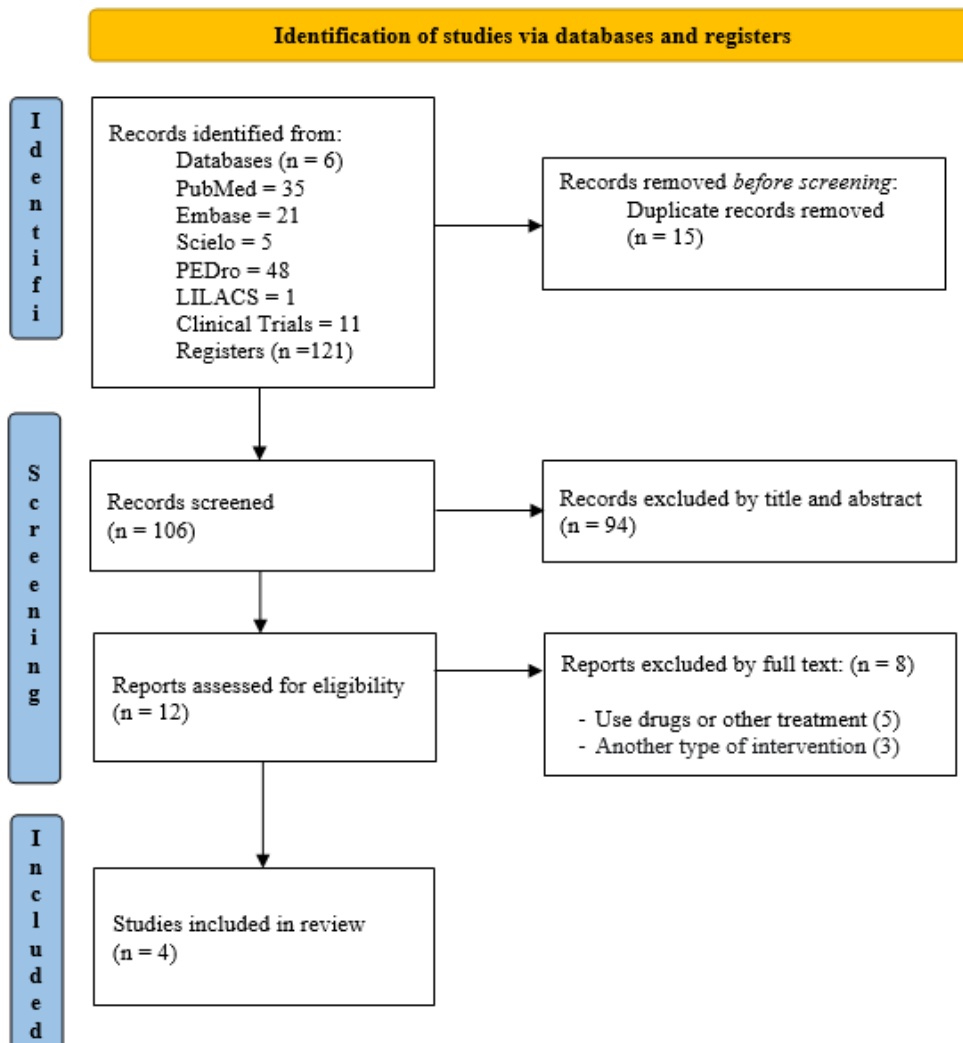 Identification of studies via databases and registers
Identifi
Records identified from:
Databases (n = 6)
PubMed = 35
Embase = 21
Scielo = 5
PEDro = 48
LILACS = 1
Clinical Trials = 11
Registers (n =121)
Records removed before screening:
Duplicate records removed
(n = 15)
Screening
Records screened
(n = 106)
Records excluded by title and abstract
(n = 94)
Reports assessed for eligibility
(n = 12)
Reports excluded by full text: (n = 8)
- Use drugs or other treatment (5)
- Another type of intervention (3)
Included
Studies included in review
(n = 4)